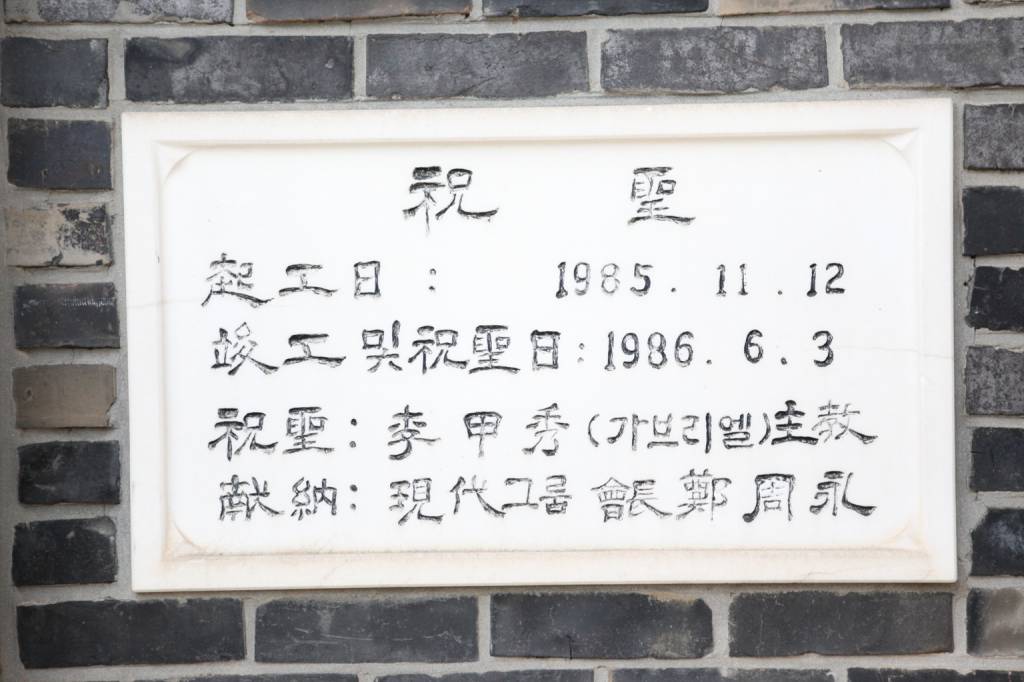 祝 聖
起工日 : 1985. 11. 12
竣工 및 祝聖日: 1986. 6. 3
祝聖: 李甲秀(가브리엘)主教
献納: 現代그룹 會長 鄭周永